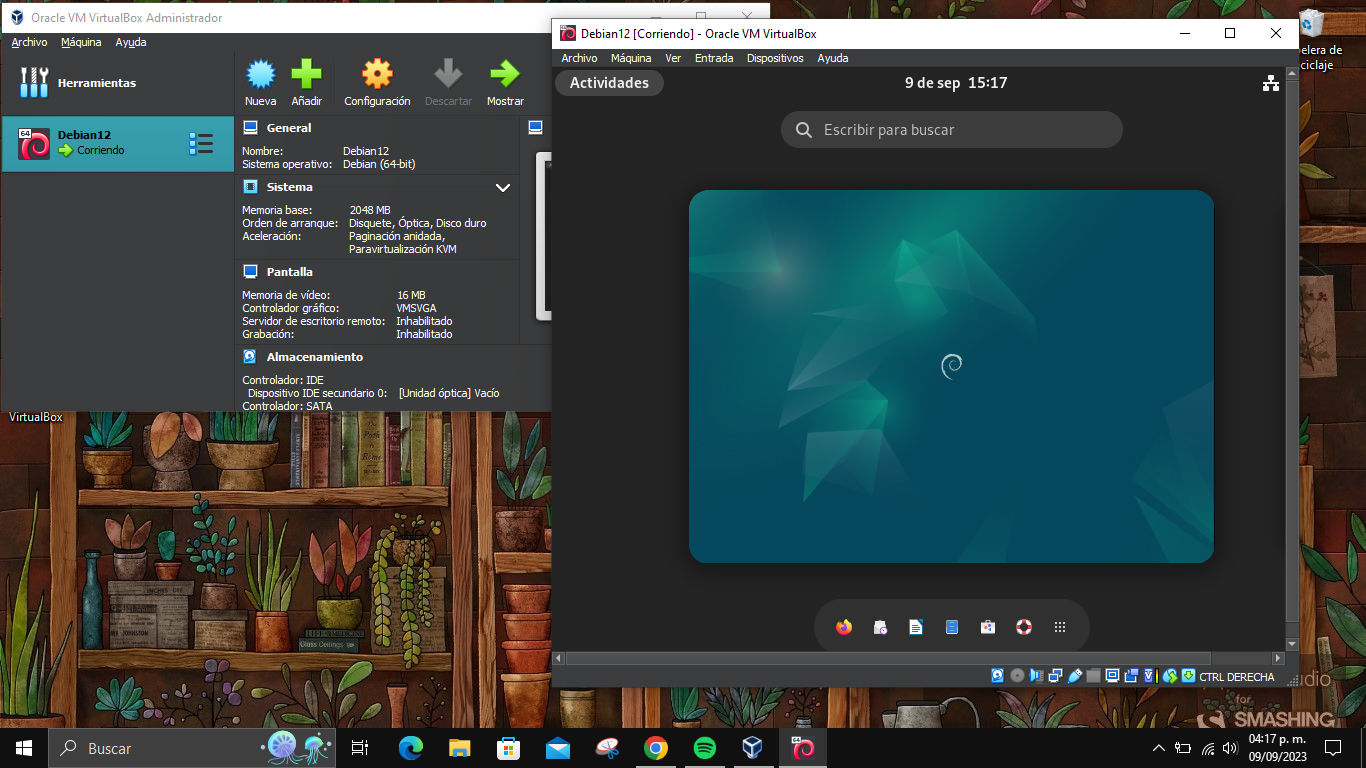 Oracle VM VirtualBox Administrador
Archivo Máquina Ayuda
Herramientas
Nueva Añadir Configuración Descartar Mostrar
64
Debian12
Corriendo
General
Nombre: Debian12
Sistema operativo: Debian (64-bit)
Sistema
Memoria base: 2048 MB
Orden de arranque: Disquete, Óptica, Disco duro
Aceleración: Paginación anidada,
Paravirtualización KVM
Pantalla
Memoria de vídeo: 16 MB
Controlador gráfico: VMSVGA
Servidor de escritorio remoto: Inhabilitado
Grabación: Inhabilitado
Almacenamiento
Controlador: IDE
Dispositivo IDE secundario 0: [Unidad óptica] Vacío
Controlador: SATA
VirtualBox
Debian12 [Corriendo] - Oracle VM VirtualBox
Archivo Máquina Ver Entrada Dispositivos Ayuda
Actividades
9 de sep 15:17
Escribir para buscar
CTRL DERECHA
elera de
ciclaje
udio
for
SMASHING
Buscar
64
04:17 p. m.
09/09/2023